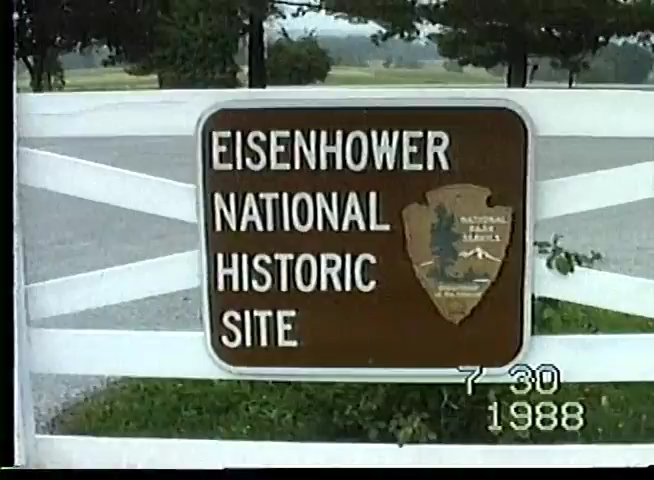 EISENHOWER
NATIONAL
HISTORIC
SITE
NATIONAL
PARK
SERVICE
7 30
1988